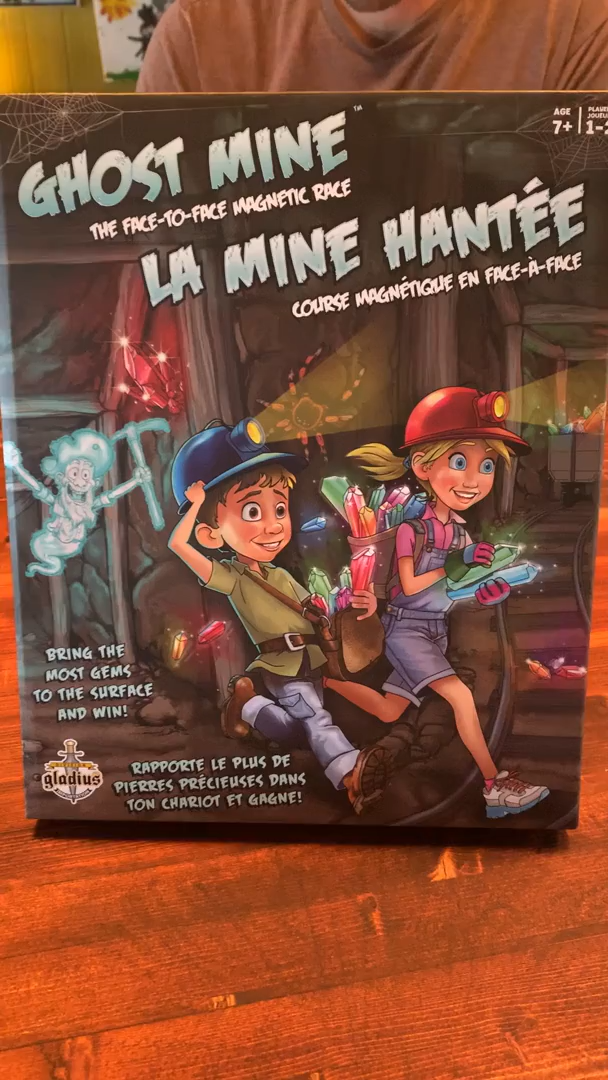 AGE
7+
GHOST MINE™
THE FACE-TO-FACE MAGNETIC RACE
LA MINE HANTÉE
COURSE MAGNÉTIQUE EN FACE-À-FACE
BRING THE
MOST GEMS
TO THE SURFACE
AND WIN!
gladius
RAPPORTE LE PLUS DE
PIERRES PRÉCIEUSES DANS
TON CHARIOT ET GAGNE!